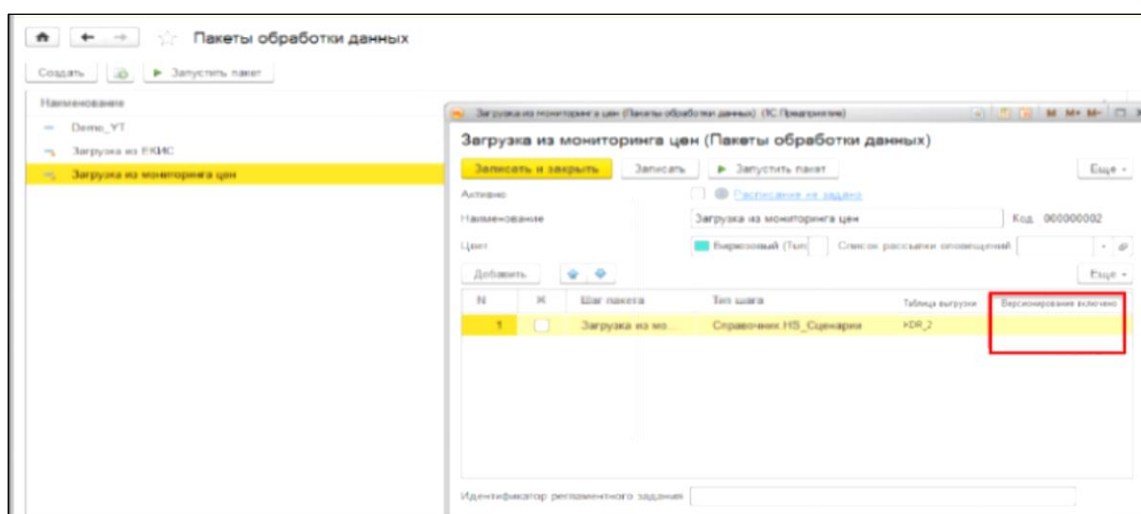 Пакеты обработки данных
Создать Запустить пакет
Наименование
Demo_YT
Загрузка из ЕКИС
Загрузка из мониторинга цен
Загрузка из мониторинга цен (Пакеты обработки данных) (1С:Предприятие)
M M+ M-
Загрузка из мониторинга цен (Пакеты обработки данных)
Записать и закрыть Записать Запустить пакет Еще
Активно Расписание не задано
Наименование Загрузка из мониторинга цен Код 000000002
Цвет Бирюзовый (Тем Список рассылки оповещений
Добавить Еще
N Ж Шаг пакета Тип шага Таблица выгрузки Версионирование включено
1 Загрузка из мо... Справочник.HS_Сценарии
Идентификатор регламентного задания